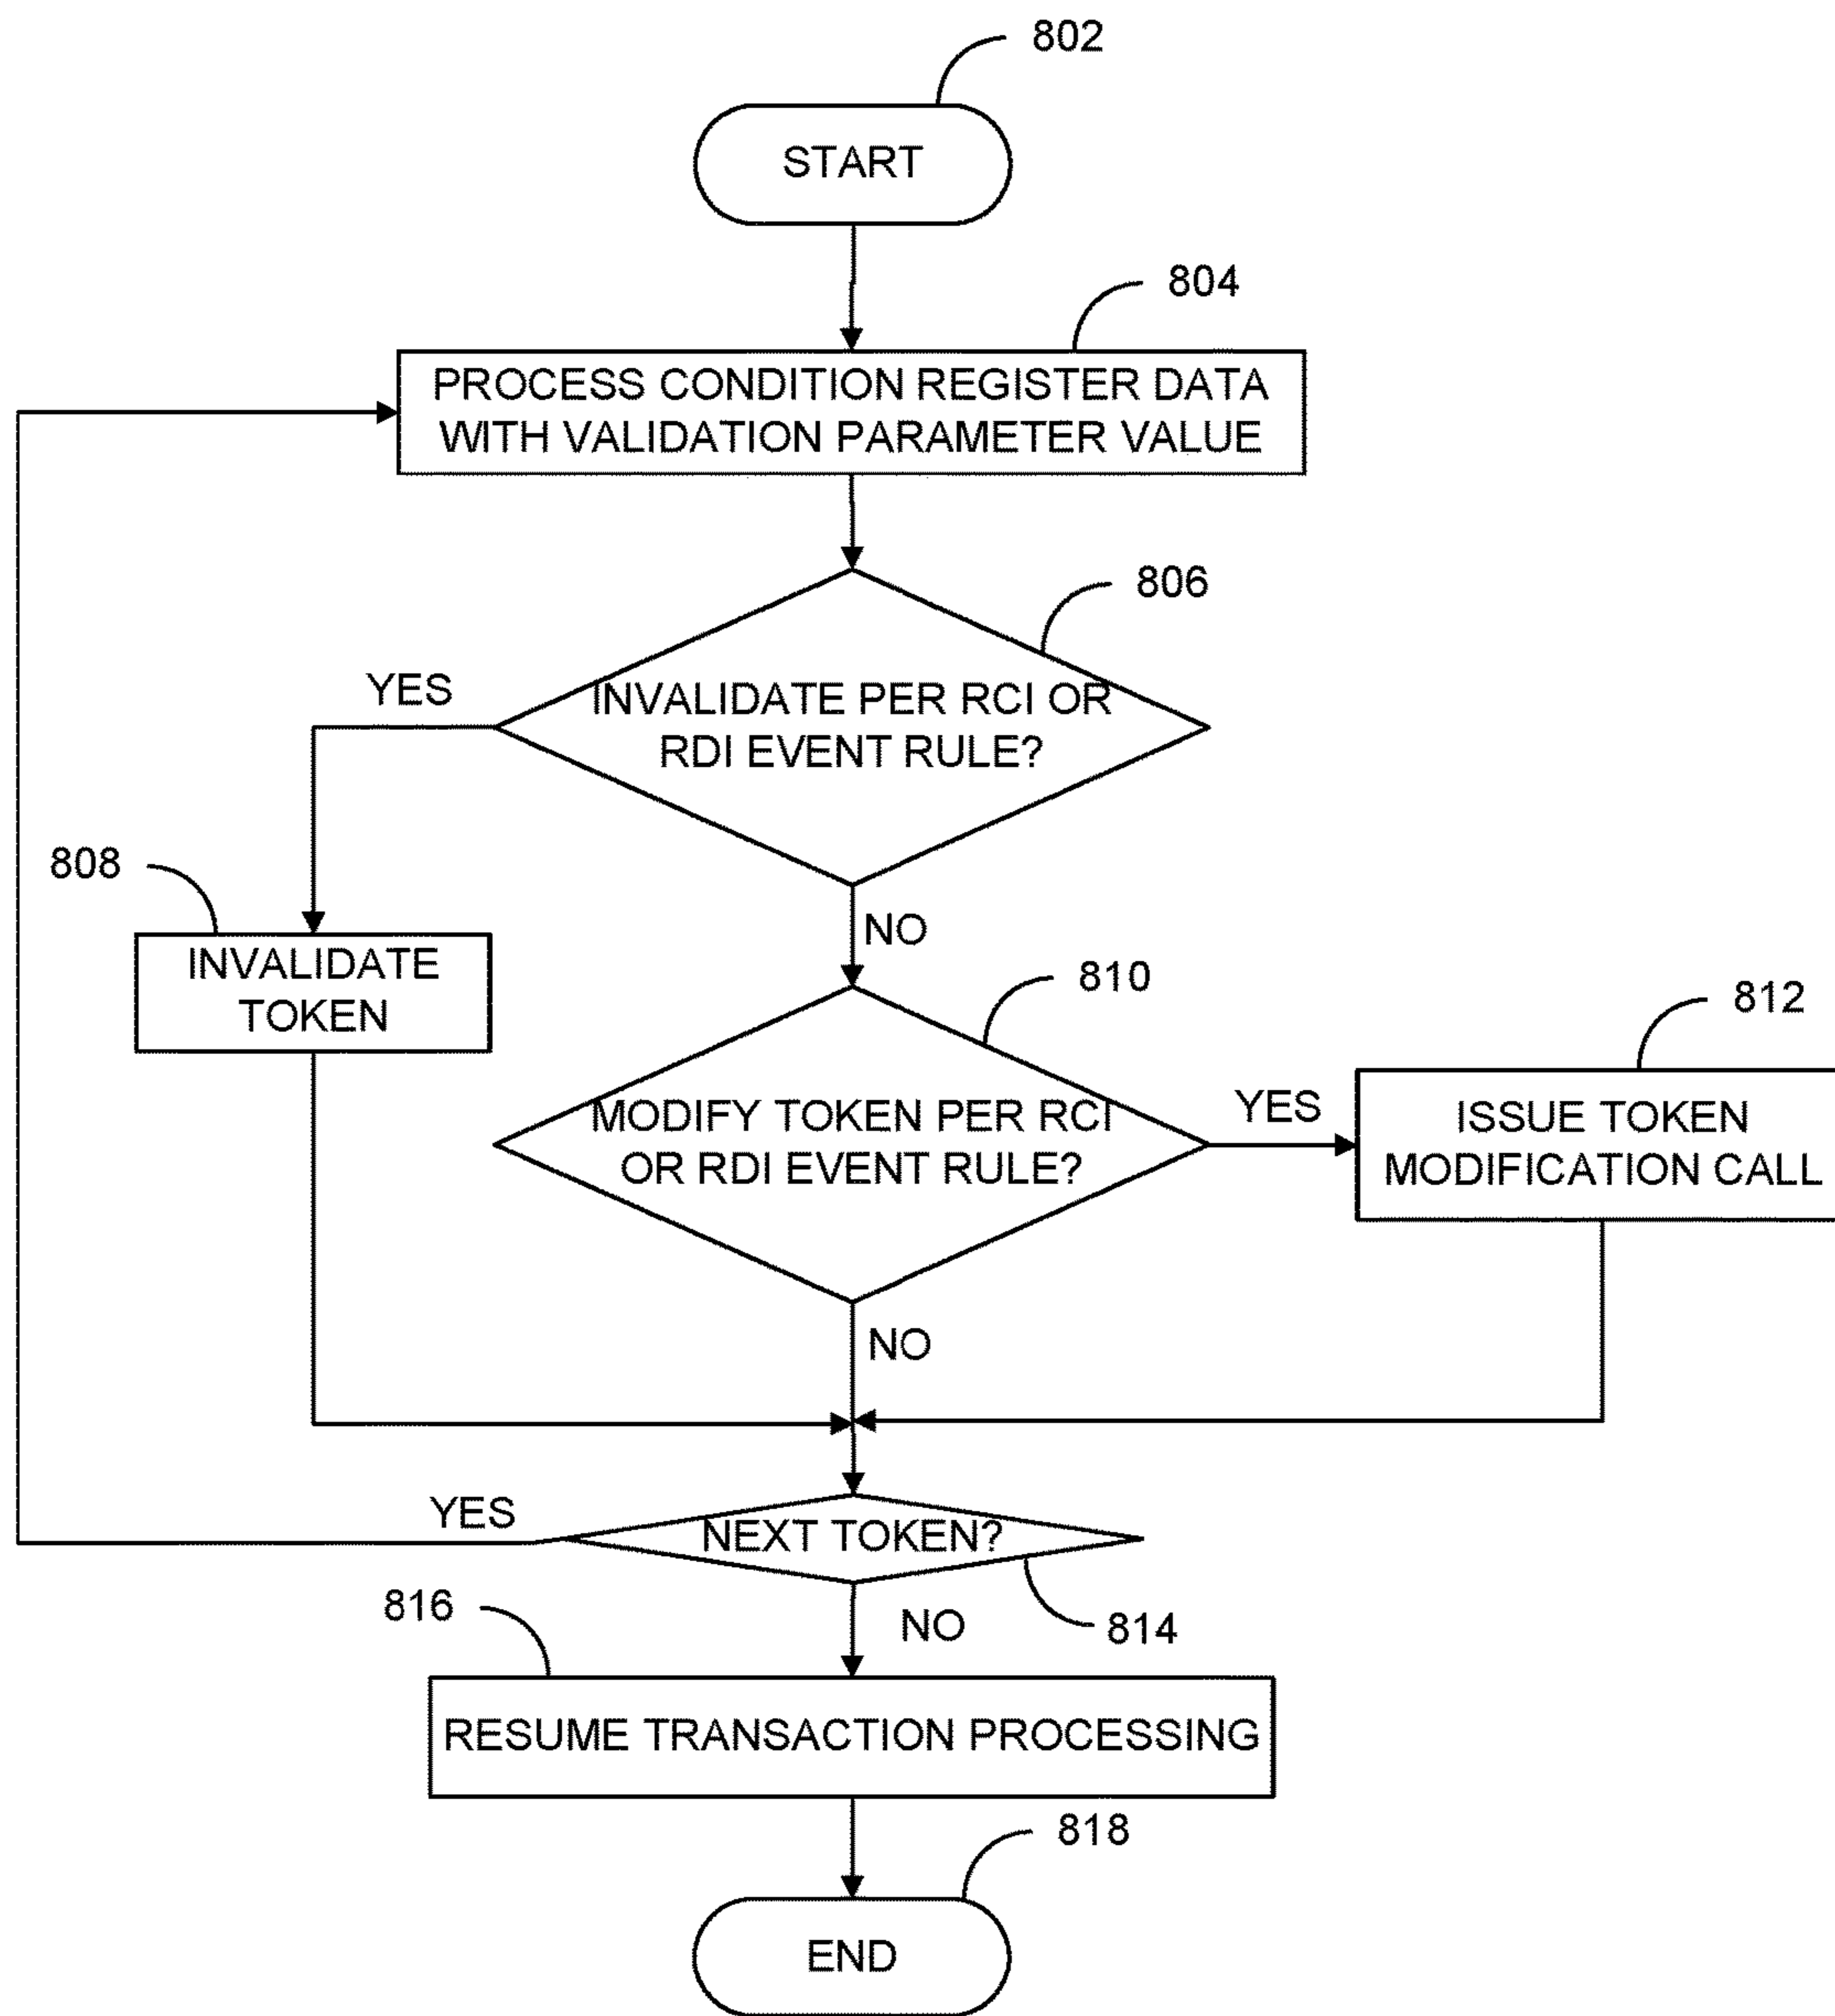 802
START
804
PROCESS CONDITION REGISTER DATA
WITH VALIDATION PARAMETER VALUE
806
YES
INVALIDATE PER RCI OR
RDI EVENT RULE?
808
NO
INVALIDATE
TOKEN
810
812
MODIFY TOKEN PER RCI
OR RDI EVENT RULE?
YES
ISSUE TOKEN
MODIFICATION CALL
NO
YES
NEXT TOKEN?
816
NO
814
RESUME TRANSACTION PROCESSING
818
END